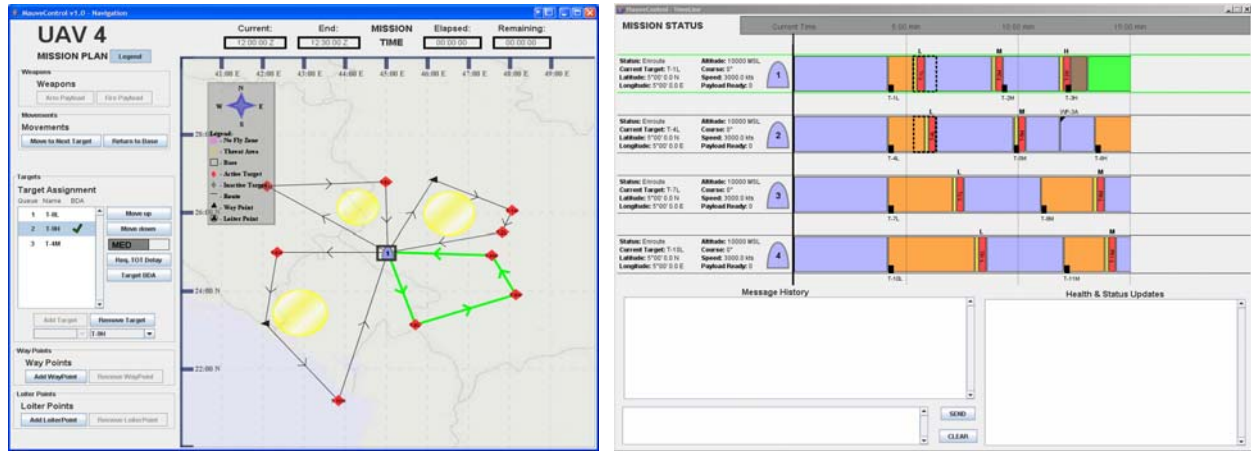 MauveControl v1.0 - Navigation
UAV 4
MISSION PLAN Legend
Current: End: MISSION TIME Elapsed: Remaining:
12:00:00 Z 12:30:00 Z 00:00:00 00:00:00
Weapons
Weapons
Arm Payload Fire Payload
Movements
Movements
Move to Next Target Return to Base
Targets
Target Assignment
Queue Name BDA
1 T-8L Move up
2 T-9H Move down
3 T-4M MED
Req. TOT Delay
Target BDA
Add Target Remove Target
T-9H
Way Points
Way Points
Add WayPoint Remove WayPoint
Loiter Points
Loiter Points
Add LoiterPoint Remove LoiterPoint
41:00 E 42:00 E 43:00 E 44:00 E 45:00 E 46:00 E 47:00 E 48:00 E 49:00 E
N
W E
S
Legend:
- No Fly Zone
- Threat Area
- Base
- Active Target
- Inactive Target
- Route
- Way Point
- Loiter Point
28:00 N
26:00 N
24:00 N
22:00 N
1
MauveControl - TimeLine
MISSION STATUS Current Time 5:00 min 10:00 min 15:00 min
L M H
Status: Enroute Altitude: 10000 MSL
Current Target: T-1L Course: 0°
Latitude: 5°00' 0.0 N Speed: 3000.0 kts
Longitude: 5°00' 0.0 E Payload Ready: 0
1
T-1L T-2M T-3H
L M WP-3A
Status: Enroute Altitude: 10000 MSL
Current Target: T-4L Course: 0°
Latitude: 5°00' 0.0 N Speed: 3000.0 kts
Longitude: 5°00' 0.0 E Payload Ready: 0
2
T-4L T-5M T-6H
L M
Status: Enroute Altitude: 10000 MSL
Current Target: T-7L Course: 0°
Latitude: 5°00' 0.0 N Speed: 3000.0 kts
Longitude: 5°00' 0.0 E Payload Ready: 0
3
T-7L T-8M
L M
Status: Enroute Altitude: 10000 MSL
Current Target: T-10L Course: 0°
Latitude: 5°00' 0.0 N Speed: 3000.0 kts
Longitude: 5°00' 0.0 E Payload Ready: 0
4
T-10L T-11M
Message History
Health & Status Updates
SEND
CLEAR